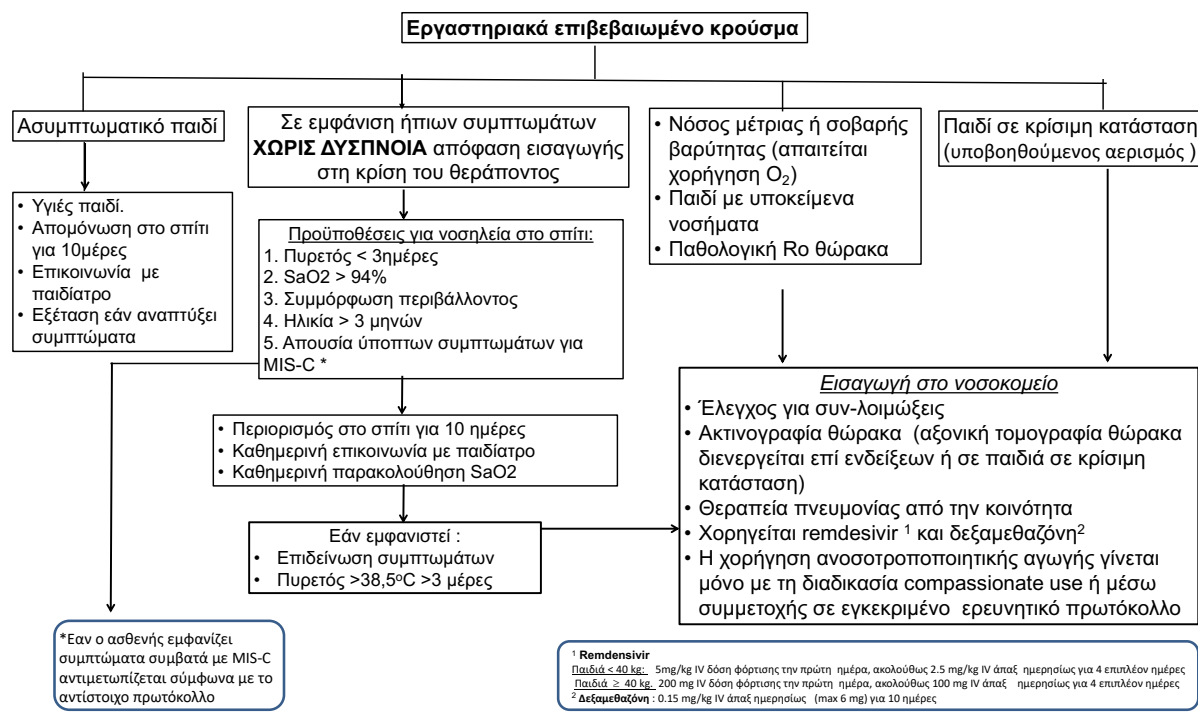 Εργαστηριακά επιβεβαιωμένο κρούσμα
Ασυμπτωματικό παιδί
• Υγιές παιδί.
• Απομόνωση στο σπίτι
για 10μέρες
• Επικοινωνία με
παιδίατρο
• Εξέταση εάν αναπτύξει
συμπτώματα
Σε εμφάνιση ήπιων συμπτωμάτων
ΧΩΡΙΣ ΔΥΣΠΝΟΙΑ απόφαση εισαγωγής
στη κρίση του θεράποντος
Προϋποθέσεις για νοσηλεία στο σπίτι:
1. Πυρετός < 3ημέρες
2. SaO2 > 94%
3. Συμμόρφωση περιβάλλοντος
4. Ηλικία > 3 μηνών
5. Απουσία ύποπτων συμπτωμάτων για
MIS-C *
• Περιορισμός στο σπίτι για 10 ημέρες
• Καθημερινή επικοινωνία με παιδίατρο
• Καθημερινή παρακολούθηση SaO2
Εάν εμφανιστεί :
• Επιδείνωση συμπτωμάτων
• Πυρετός >38,5°C >3 μέρες
• Νόσος μέτριας ή σοβαρής
βαρύτητας (απαιτείται
χορήγηση O₂)
• Παιδί με υποκείμενα
νοσήματα
• Παθολογική Ro θώρακα
Παιδί σε κρίσιμη κατάσταση
(υποβοηθούμενος αερισμός )
Εισαγωγή στο νοσοκομείο
• Έλεγχος για συν-λοιμώξεις
• Ακτινογραφία θώρακα (αξονική τομογραφία θώρακα
διενεργείται επί ενδείξεων ή σε παιδιά σε κρίσιμη
κατάσταση)
• Θεραπεία πνευμονίας από την κοινότητα
• Χορηγείται remdesivir ¹ και δεξαμεθαζόνη²
• Η χορήγηση ανοσοτροποποιητικής αγωγής γίνεται
μόνο με τη διαδικασία compassionate use ή μέσω
συμμετοχής σε εγκεκριμένο ερευνητικό πρωτόκολλο
*Εαν ο ασθενής εμφανίζει
συμπτώματα συμβατά με MIS-C
αντιμετωπίζεται σύμφωνα με το
αντίστοιχο πρωτόκολλο
¹ Remdensivir
Παιδιά < 40 kg: 5mg/kg IV δόση φόρτισης την πρώτη ημέρα, ακολούθως 2.5 mg/kg IV άπαξ ημερησίως για 4 επιπλέον ημέρες
Παιδιά ≥ 40 kg. 200 mg IV δόση φόρτισης την πρώτη ημέρα, ακολούθως 100 mg IV άπαξ ημερησίως για 4 επιπλέον ημέρες
² Δεξαμεθαζόνη : 0.15 mg/kg IV άπαξ ημερησίως (max 6 mg) για 10 ημέρες